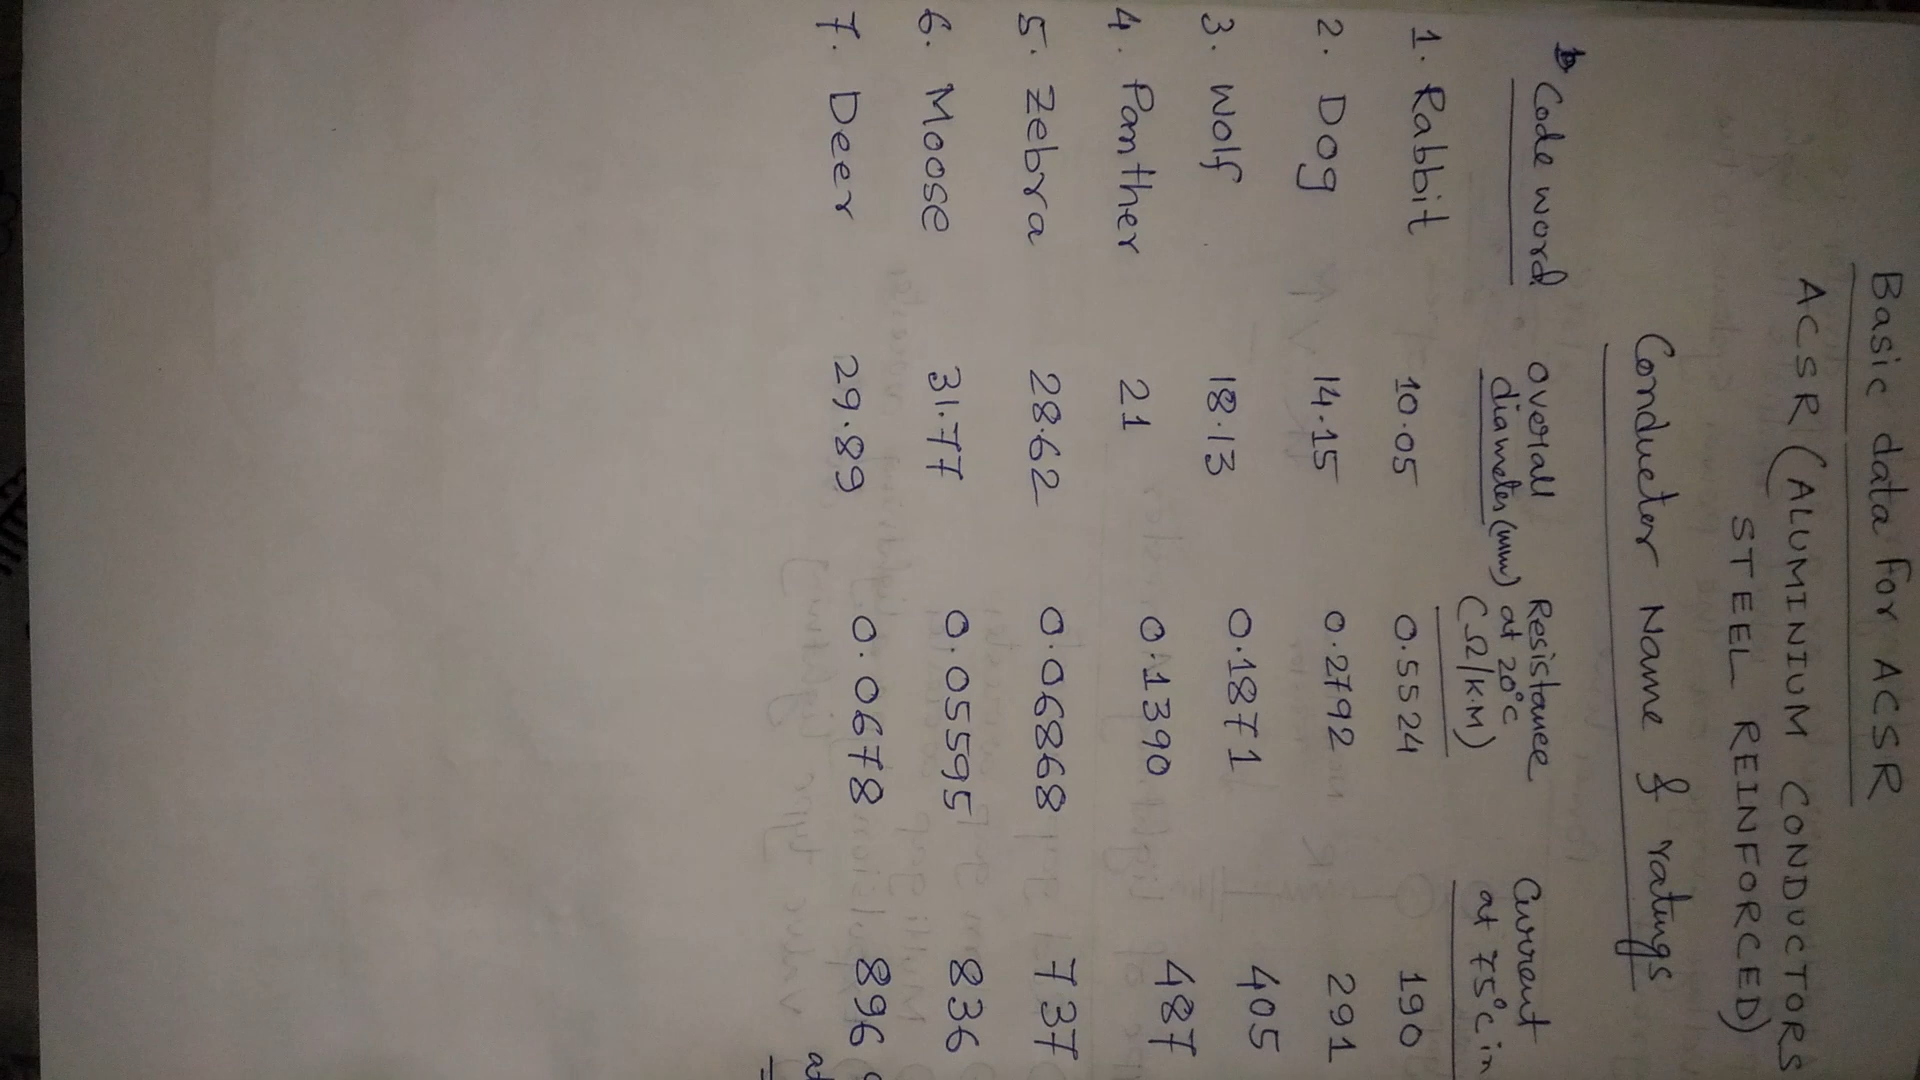 Basic data for ACSR
ACSR (ALUMINIUM CONDUCTORS
STEEL REINFORCED)
Conductor Name & ratings
Code word Overall diameter (mm) Resistance at 20°C (Ω/KM) Current at 75°C in
1. Rabbit 10.05 0.5524 190
2. Dog 14.15 0.2792 291
3. Wolf 18.13 0.1871 405
4. Panther 21 0.1390 487
5. Zebra 28.62 0.06868 737
6. Moose 31.77 0.05595 836
7. Deer 29.89 0.0678 896
at